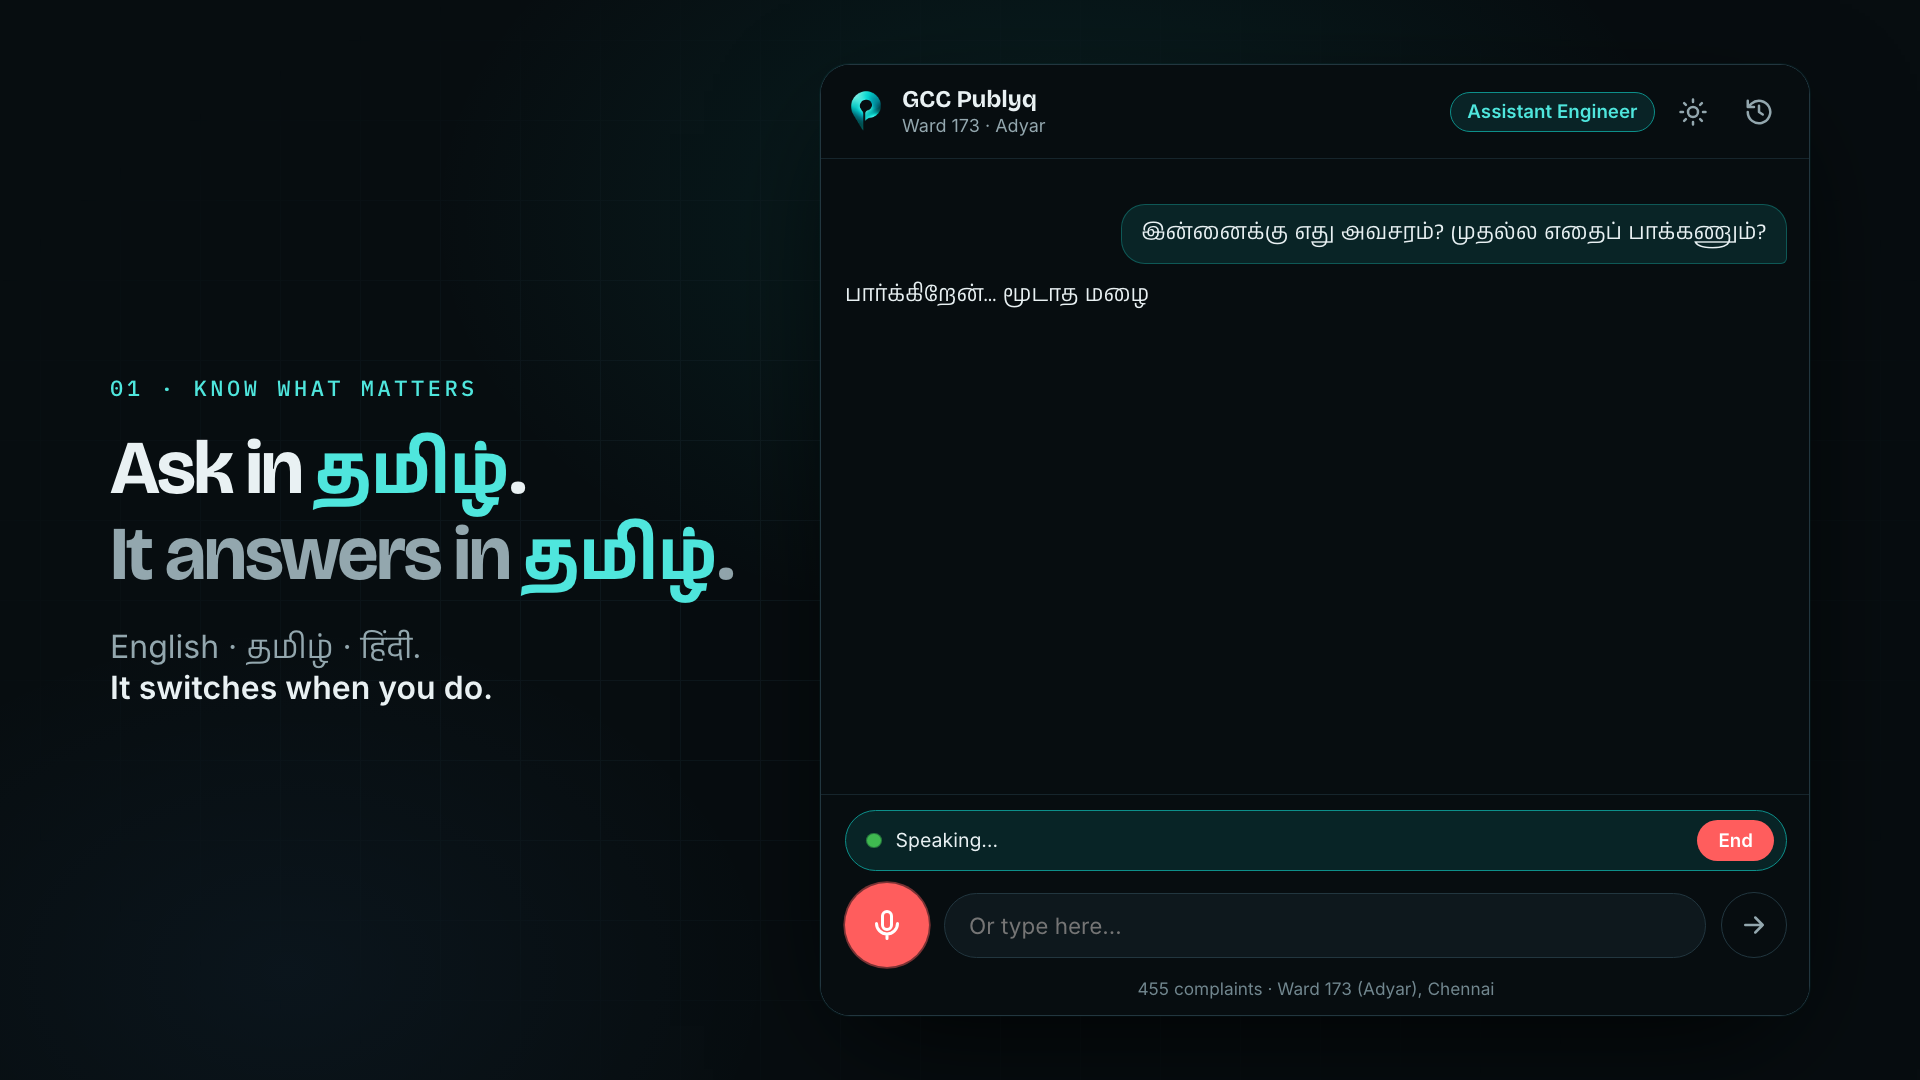 01 · KNOW WHAT MATTERS
Ask in தமிழ்.
It answers in தமிழ்.
English · தமிழ் · हिंदी.
It switches when you do.
GCC Publyq
Ward 173 · Adyar
Assistant Engineer
இன்னைக்கு எது அவசரம்? முதல்ல எதைப் பாக்கணும்?
பார்க்கிறேன்... மூடாத மழை
Speaking...
End
Or type here...
455 complaints · Ward 173 (Adyar), Chennai